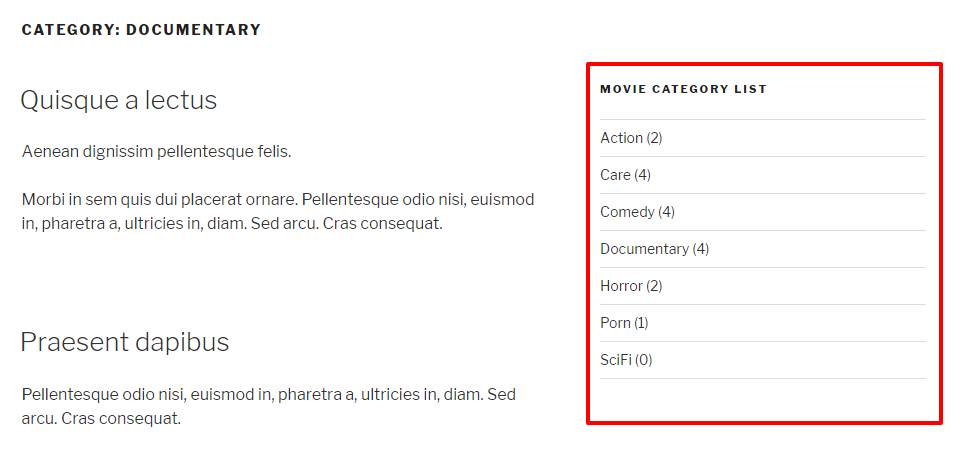 CATEGORY: DOCUMENTARY
Quisque a lectus
Aenean dignissim pellentesque felis.
Morbi in sem quis dui placerat ornare. Pellentesque odio nisi, euismod
in, pharetra a, ultricies in, diam. Sed arcu. Cras consequat.
Praesent dapibus
Pellentesque odio nisi, euismod in, pharetra a, ultricies in, diam. Sed
arcu. Cras consequat.
MOVIE CATEGORY LIST
Action (2)
Care (4)
Comedy (4)
Documentary (4)
Horror (2)
Porn (1)
SciFi (0)